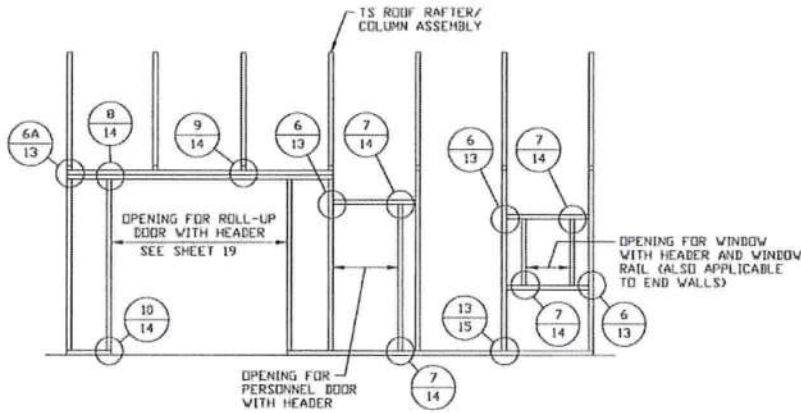 TS ROOF RAFTER/
COLUMN ASSEMBLY
6A
13
8
14
9
14
6
13
7
14
6
13
7
14
OPENING FOR ROLL-UP
DOOR WITH HEADER
SEE SHEET 19
OPENING FOR WINDOW
WITH HEADER AND WINDOW
RAIL (ALSO APPLICABLE
TO END WALLS)
10
14
13
15
7
14
6
13
OPENING FOR
PERSONNEL DOOR
WITH HEADER
7
14